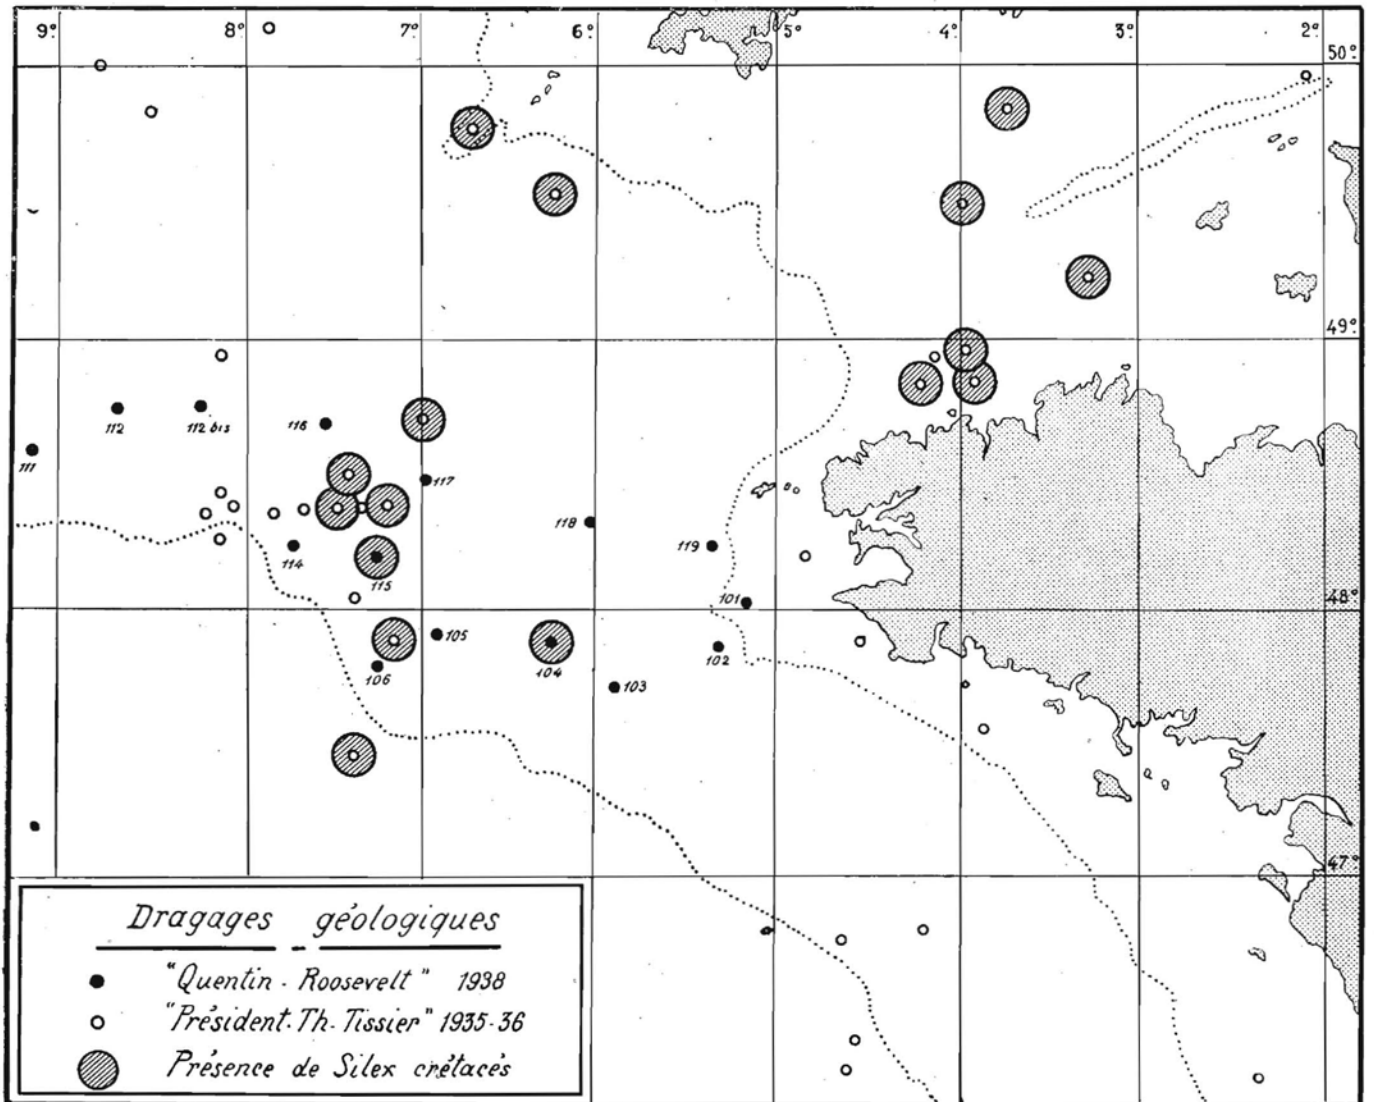 9° 8° 7° 6° 5° 4° 3° 2°
50°
49°
112 112 bis 116
111
117
118
119
114
115
48°
101
105
102
104
106
103
47°
Dragages géologiques
"Quentin - Roosevelt" 1938
"Président. Th. Tissier" 1935-36
Présence de Silex crétacés